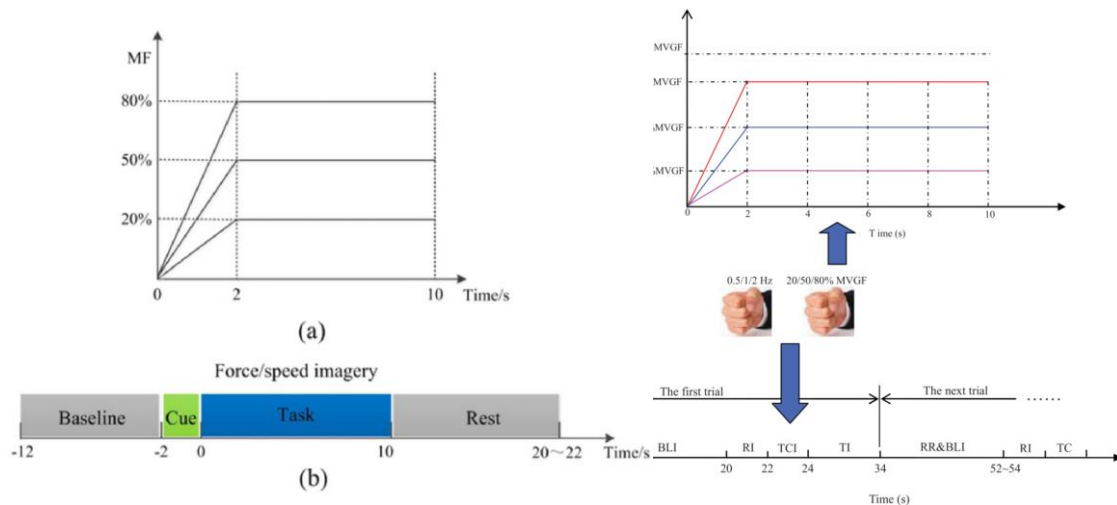 MF
80%
50%
20%
0 2 10 Time/s
(a)
Force/speed imagery
Baseline Cue Task Rest
-12 -2 0 10 20～22 Time/s
(b)
MVGF
MVGF
MVGF
MVGF
0 2 4 6 8 10
T ime (s)
0.5/1/2 Hz 20/50/80% MVGF
The first trial The next trial ......
BLI RI TCI TI RR&BLI RI TC
20 22 24 34 52~54
Time (s)